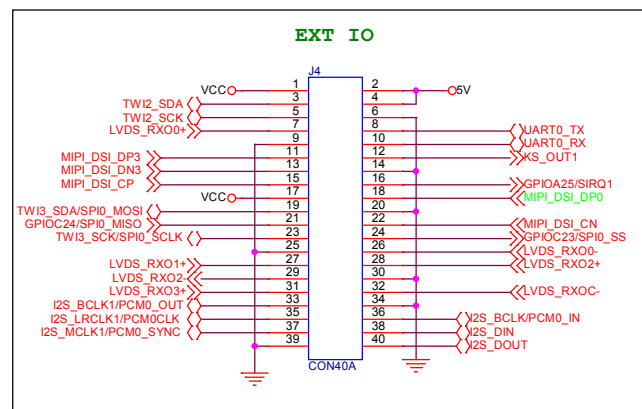 EXT IO
J4
VCC 1 2 5V
3 4
TWI2_SDA 5 6
TWI2_SCK 7 8 UART0_TX
LVDS_RXO0+ 9 10 UART0_RX
11 12 KS_OUT1
MIPI_DSI_DP3 13 14
MIPI_DSI_DN3 15 16 GPIOA25/SIRQ1
MIPI_DSI_CP 17 18 MIPI_DSI_DP0
VCC 19 20
TWI3_SDA/SPI0_MOSI 21 22 MIPI_DSI_CN
GPIOC24/SPI0_MISO 23 24 GPIOC23/SPI0_SS
TWI3_SCK/SPI0_SCLK 25 26 LVDS_RXO0-
LVDS_RXO1+ 27 28 LVDS_RXO2+
LVDS_RXO2- 29 30
LVDS_RXO3+ 31 32 LVDS_RXOC-
I2S_BCLK1/PCM0_OUT 33 34
I2S_LRCLK1/PCM0CLK 35 36 I2S_BCLK/PCM0_IN
I2S_MCLK1/PCM0_SYNC 37 38 I2S_DIN
39 40 I2S_DOUT
CON40A